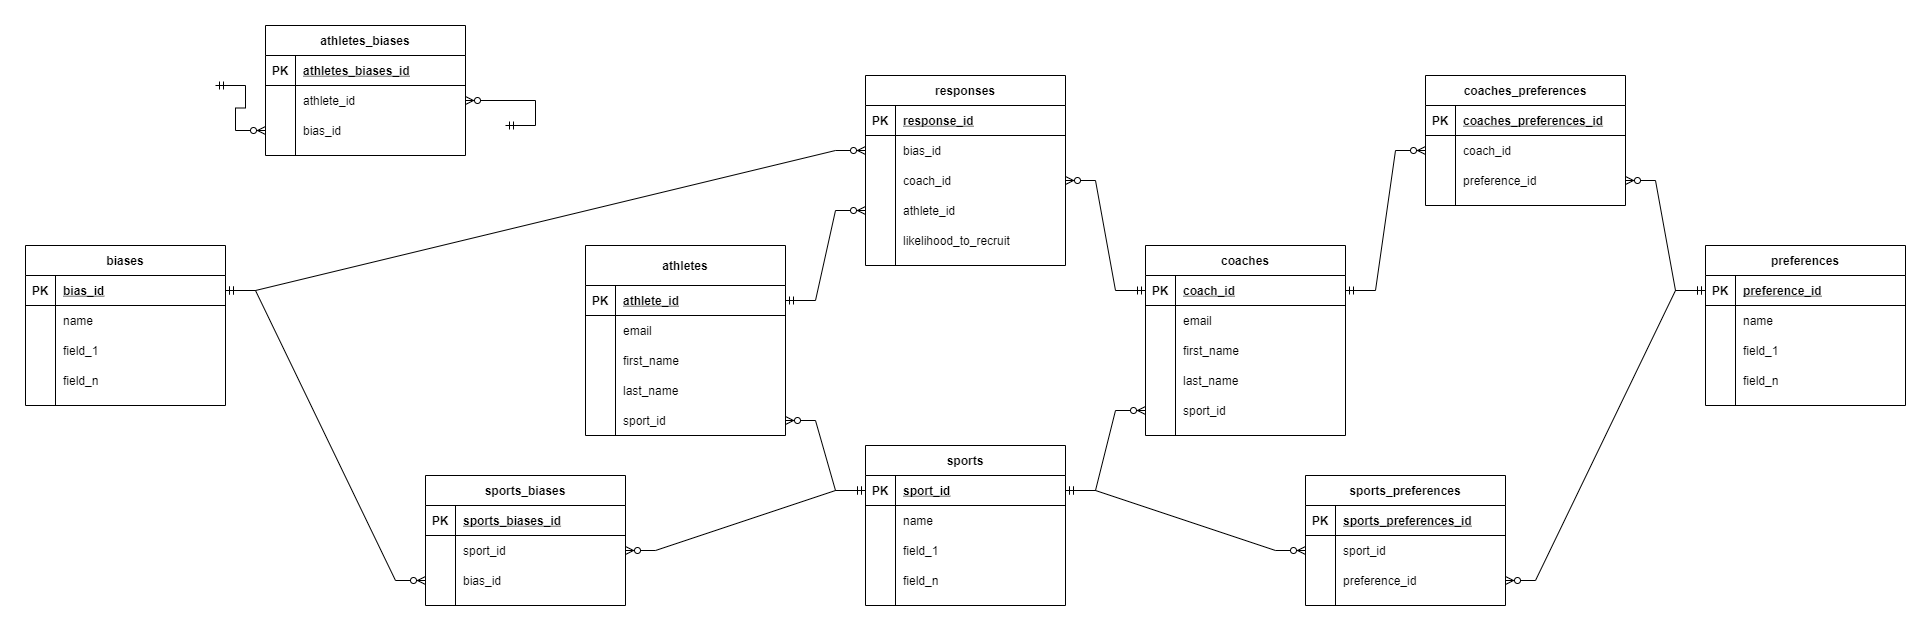 athletes_biases
PK athletes_biases_id
athlete_id
bias_id
responses
PK response_id
bias_id
coach_id
athlete_id
likelihood_to_recruit
coaches_preferences
PK coaches_preferences_id
coach_id
preference_id
biases
PK bias_id
name
field_1
field_n
athletes
PK athlete_id
email
first_name
last_name
sport_id
coaches
PK coach_id
email
first_name
last_name
sport_id
preferences
PK preference_id
name
field_1
field_n
sports_biases
PK sports_biases_id
sport_id
bias_id
sports
PK sport_id
name
field_1
field_n
sports_preferences
PK sports_preferences_id
sport_id
preference_id